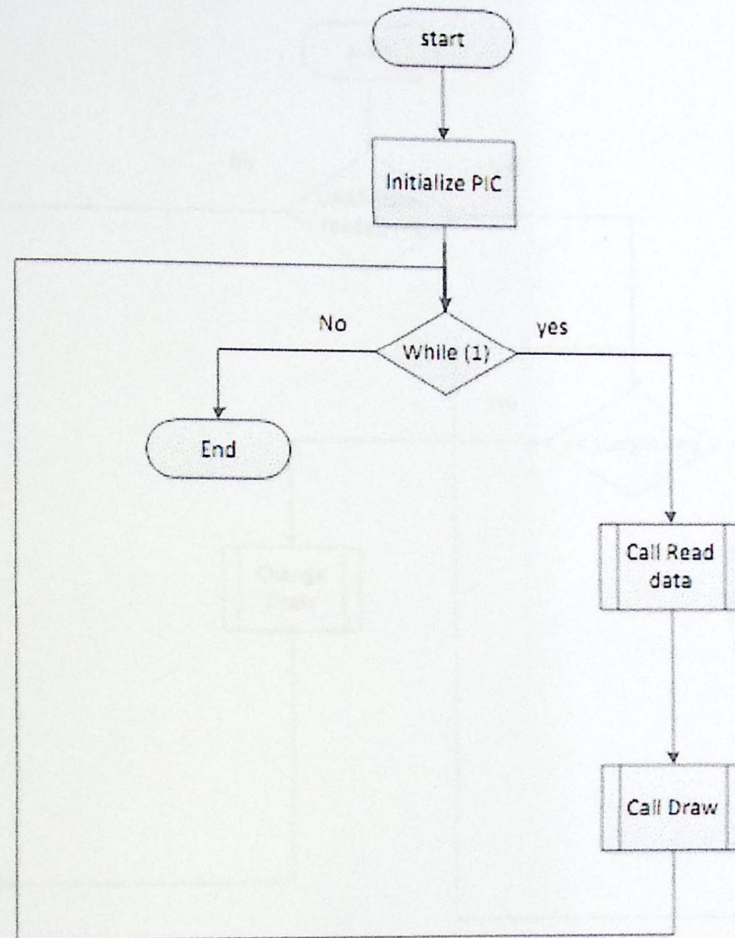 start
Initialize PIC
No
yes
While (1)
End
Call Read
data
Call Draw